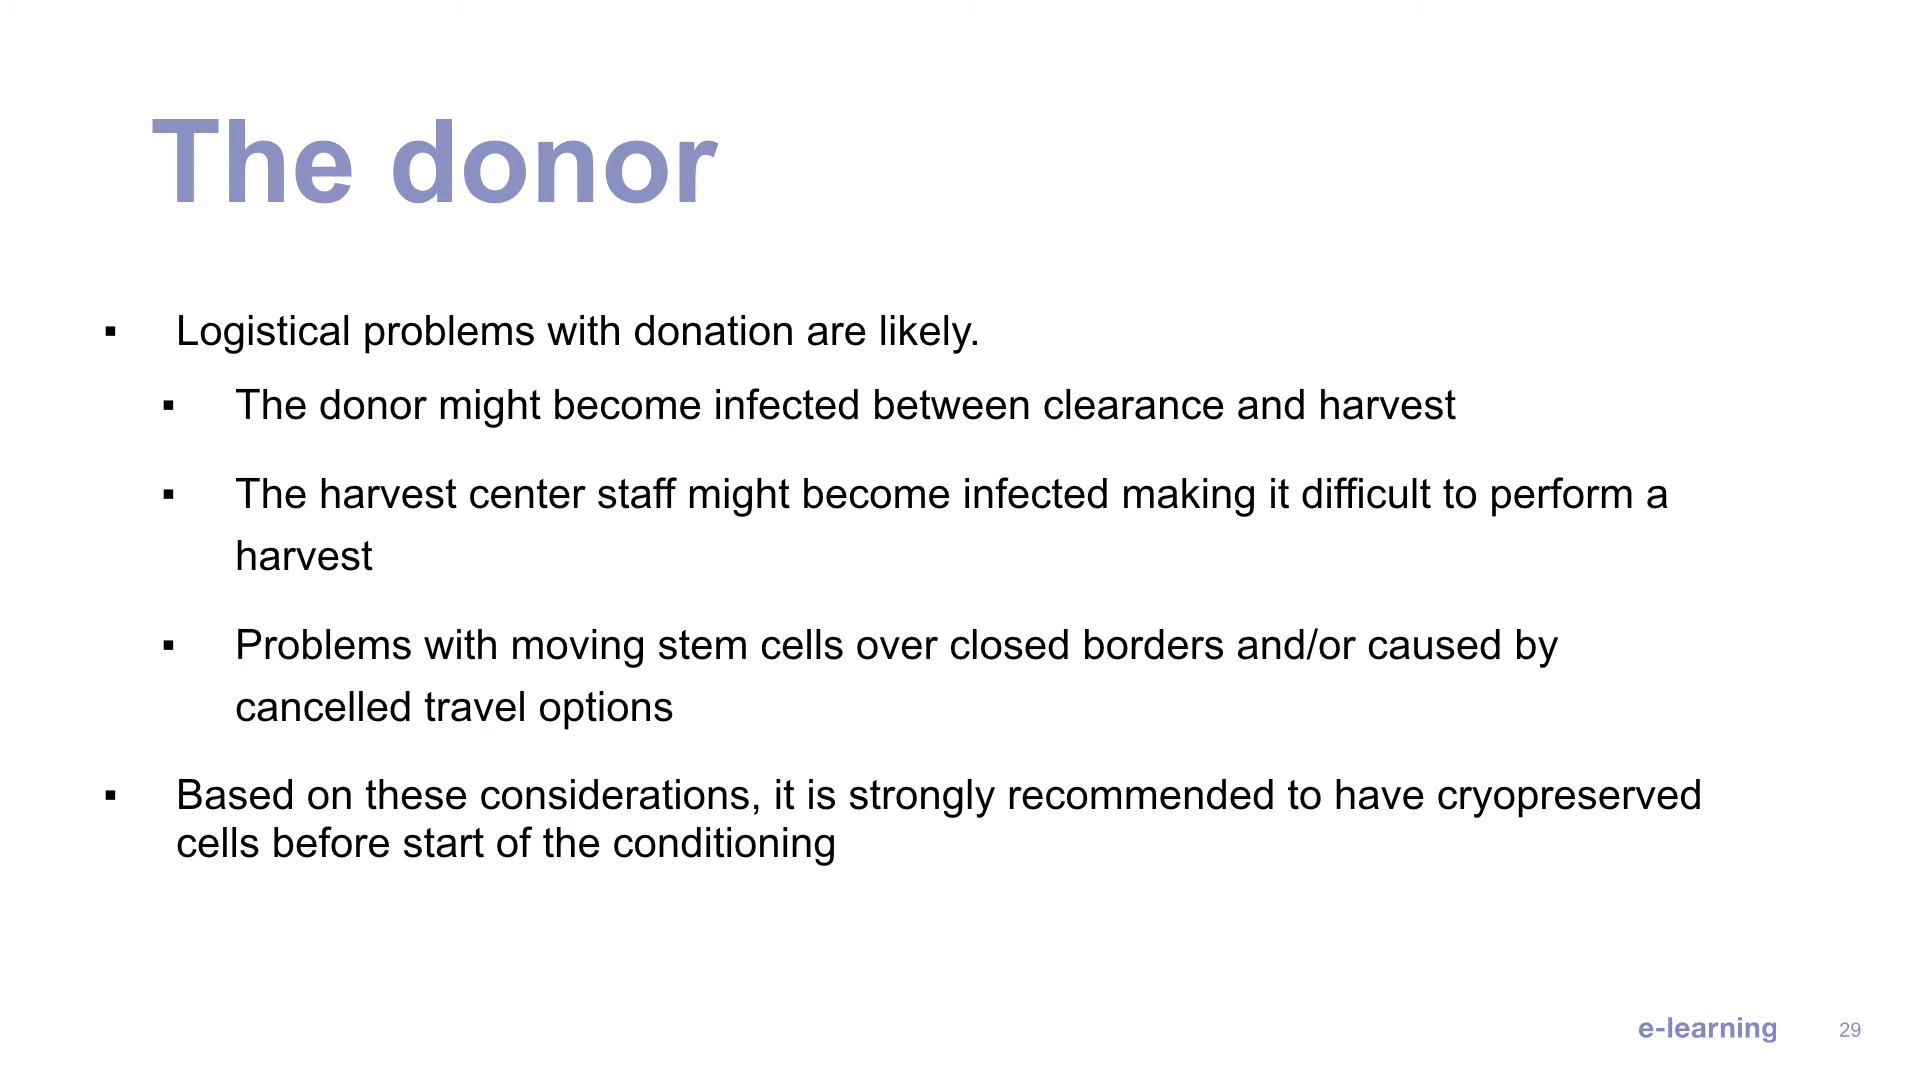 The donor
▪ Logistical problems with donation are likely.
▪ The donor might become infected between clearance and harvest
▪ The harvest center staff might become infected making it difficult to perform a
harvest
▪ Problems with moving stem cells over closed borders and/or caused by
cancelled travel options
▪ Based on these considerations, it is strongly recommended to have cryopreserved
cells before start of the conditioning
e-learning 29